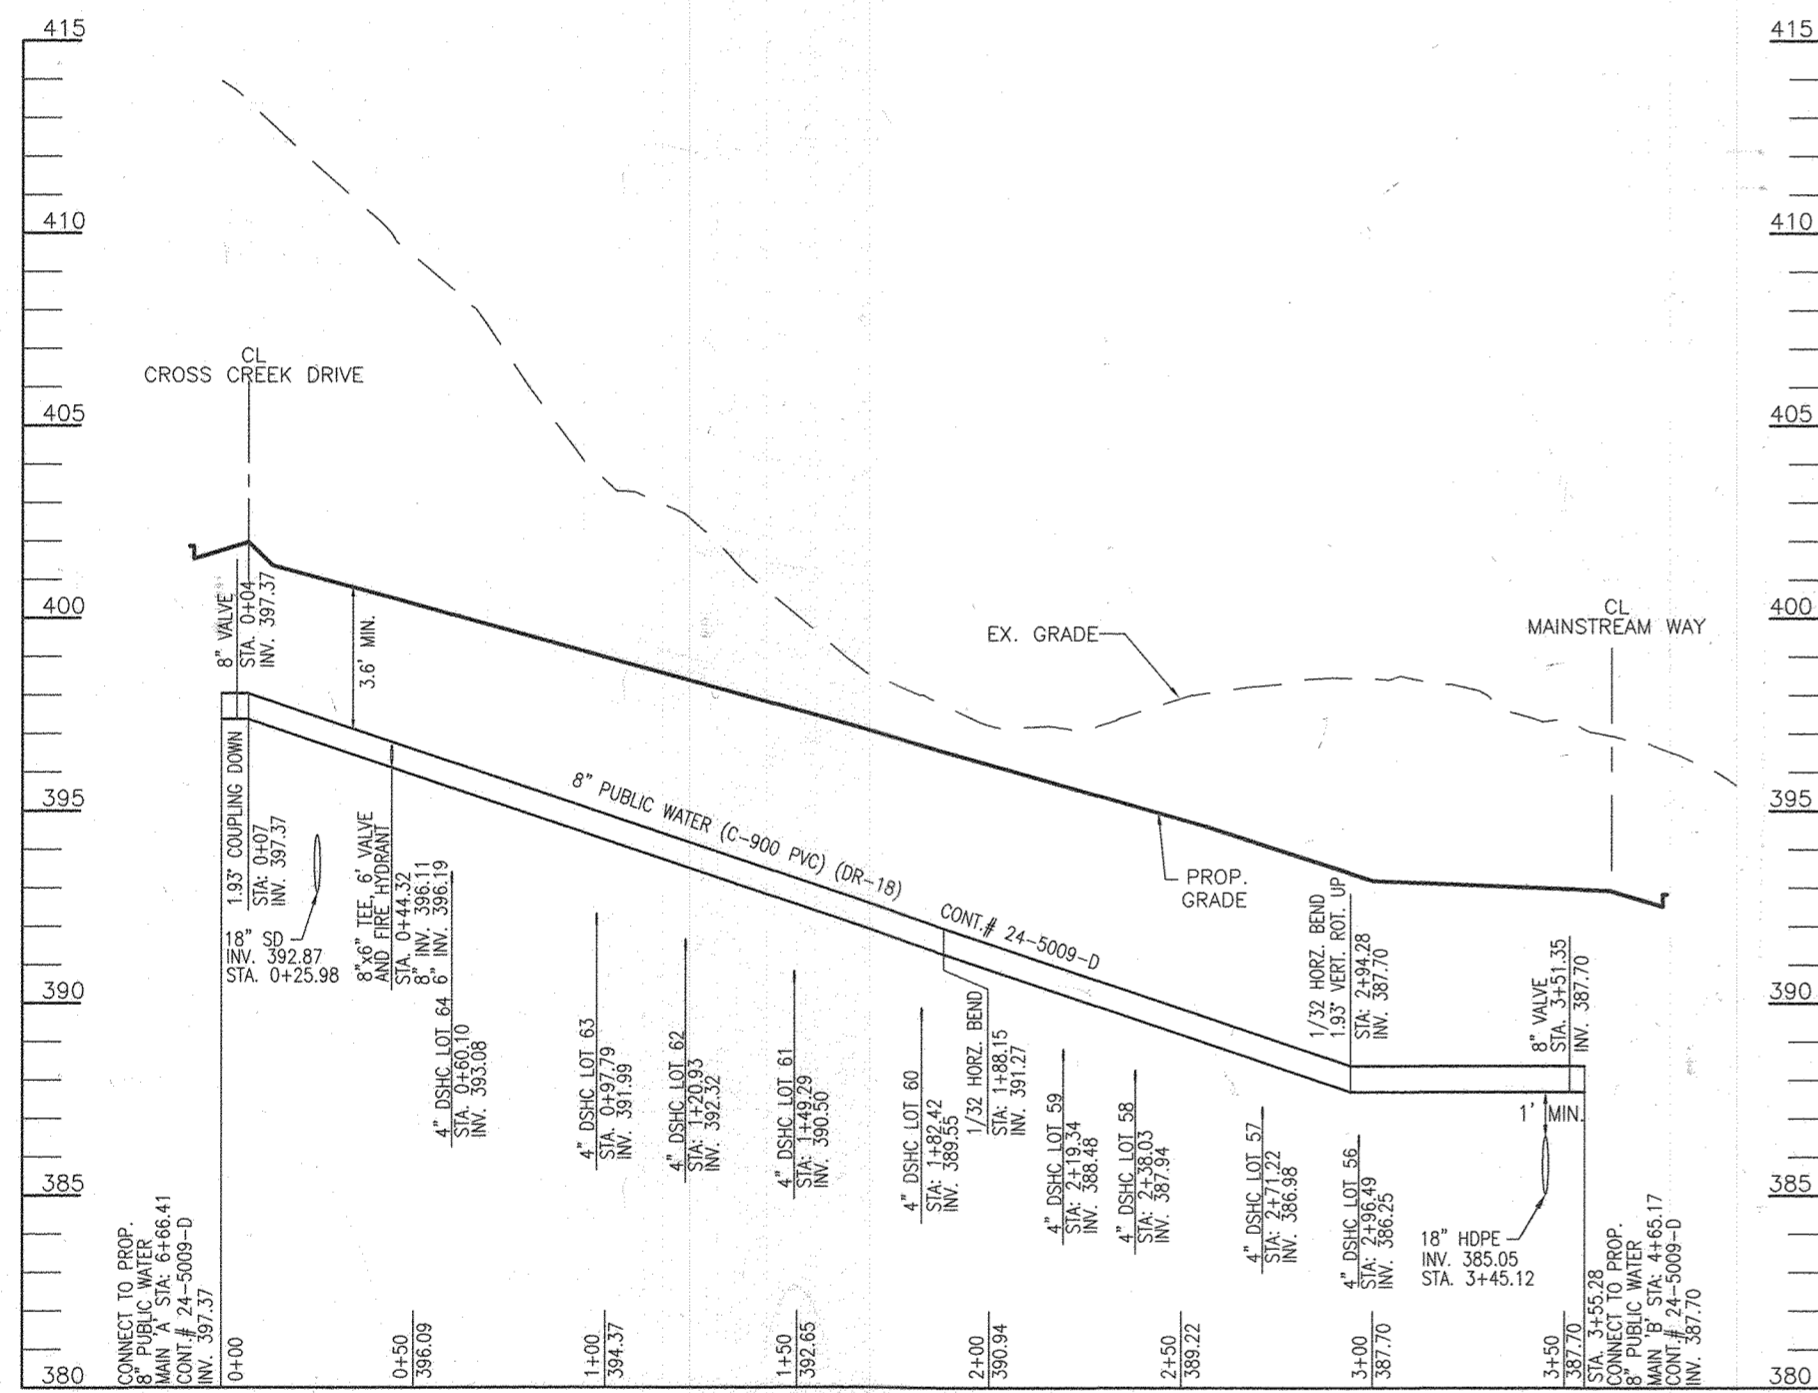 415
410
405
400
395
390
385
380
415
410
405
400
395
390
385
380
CL
CROSS CREEK DRIVE
8" VALVE
STA. 0+04
INV. 397.37
3.6' MIN.
1.93° COUPLING DOWN
STA: 0+07
INV. 397.37
18" SD
INV. 392.87
STA. 0+25.98
8"x6" TEE, 6' VALVE
AND FIRE HYDRANT
STA. 0+44.32
8" INV. 396.11
6" INV. 396.19
4" DSHC LOT 64
STA. 0+60.10
INV. 393.08
4" DSHC LOT 63
STA: 0+97.79
INV. 391.99
4" DSHC LOT 62
STA: 1+20.93
INV. 392.32
4" DSHC LOT 61
STA: 1+49.29
INV. 390.50
4" DSHC LOT 60
STA: 1+82.42
INV. 389.55
1/32 HORZ. BEND
STA: 1+88.15
INV. 391.27
4" DSHC LOT 59
STA: 2+19.34
INV. 388.48
4" DSHC LOT 58
STA: 2+38.03
INV. 387.94
4" DSHC LOT 57
STA: 2+71.22
INV. 386.98
4" DSHC LOT 56
STA: 2+96.49
INV. 386.25
8" PUBLIC WATER (C-900 PVC) (DR-18)
CONT.# 24-5009-D
EX. GRADE
PROP.
GRADE
CL
MAINSTREAM WAY
1/32 HORZ. BEND
1.93° VERT. ROT. UP
STA: 2+94.28
INV. 387.70
8" VALVE
STA. 3+51.35
INV. 387.70
1' MIN.
18" HDPE
INV. 385.05
STA. 3+45.12
CONNECT TO PROP.
8" PUBLIC WATER
MAIN 'A' STA: 6+66.41
CONT.# 24-5009-D
INV. 397.37
0+00
0+50
396.09
1+00
394.37
1+50
392.65
2+00
390.94
2+50
389.22
3+00
387.70
3+50
387.70
STA. 3+55.28
CONNECT TO PROP.
8" PUBLIC WATER
MAIN 'B' STA: 4+65.17
CONT.# 24-5009-D
INV. 387.70